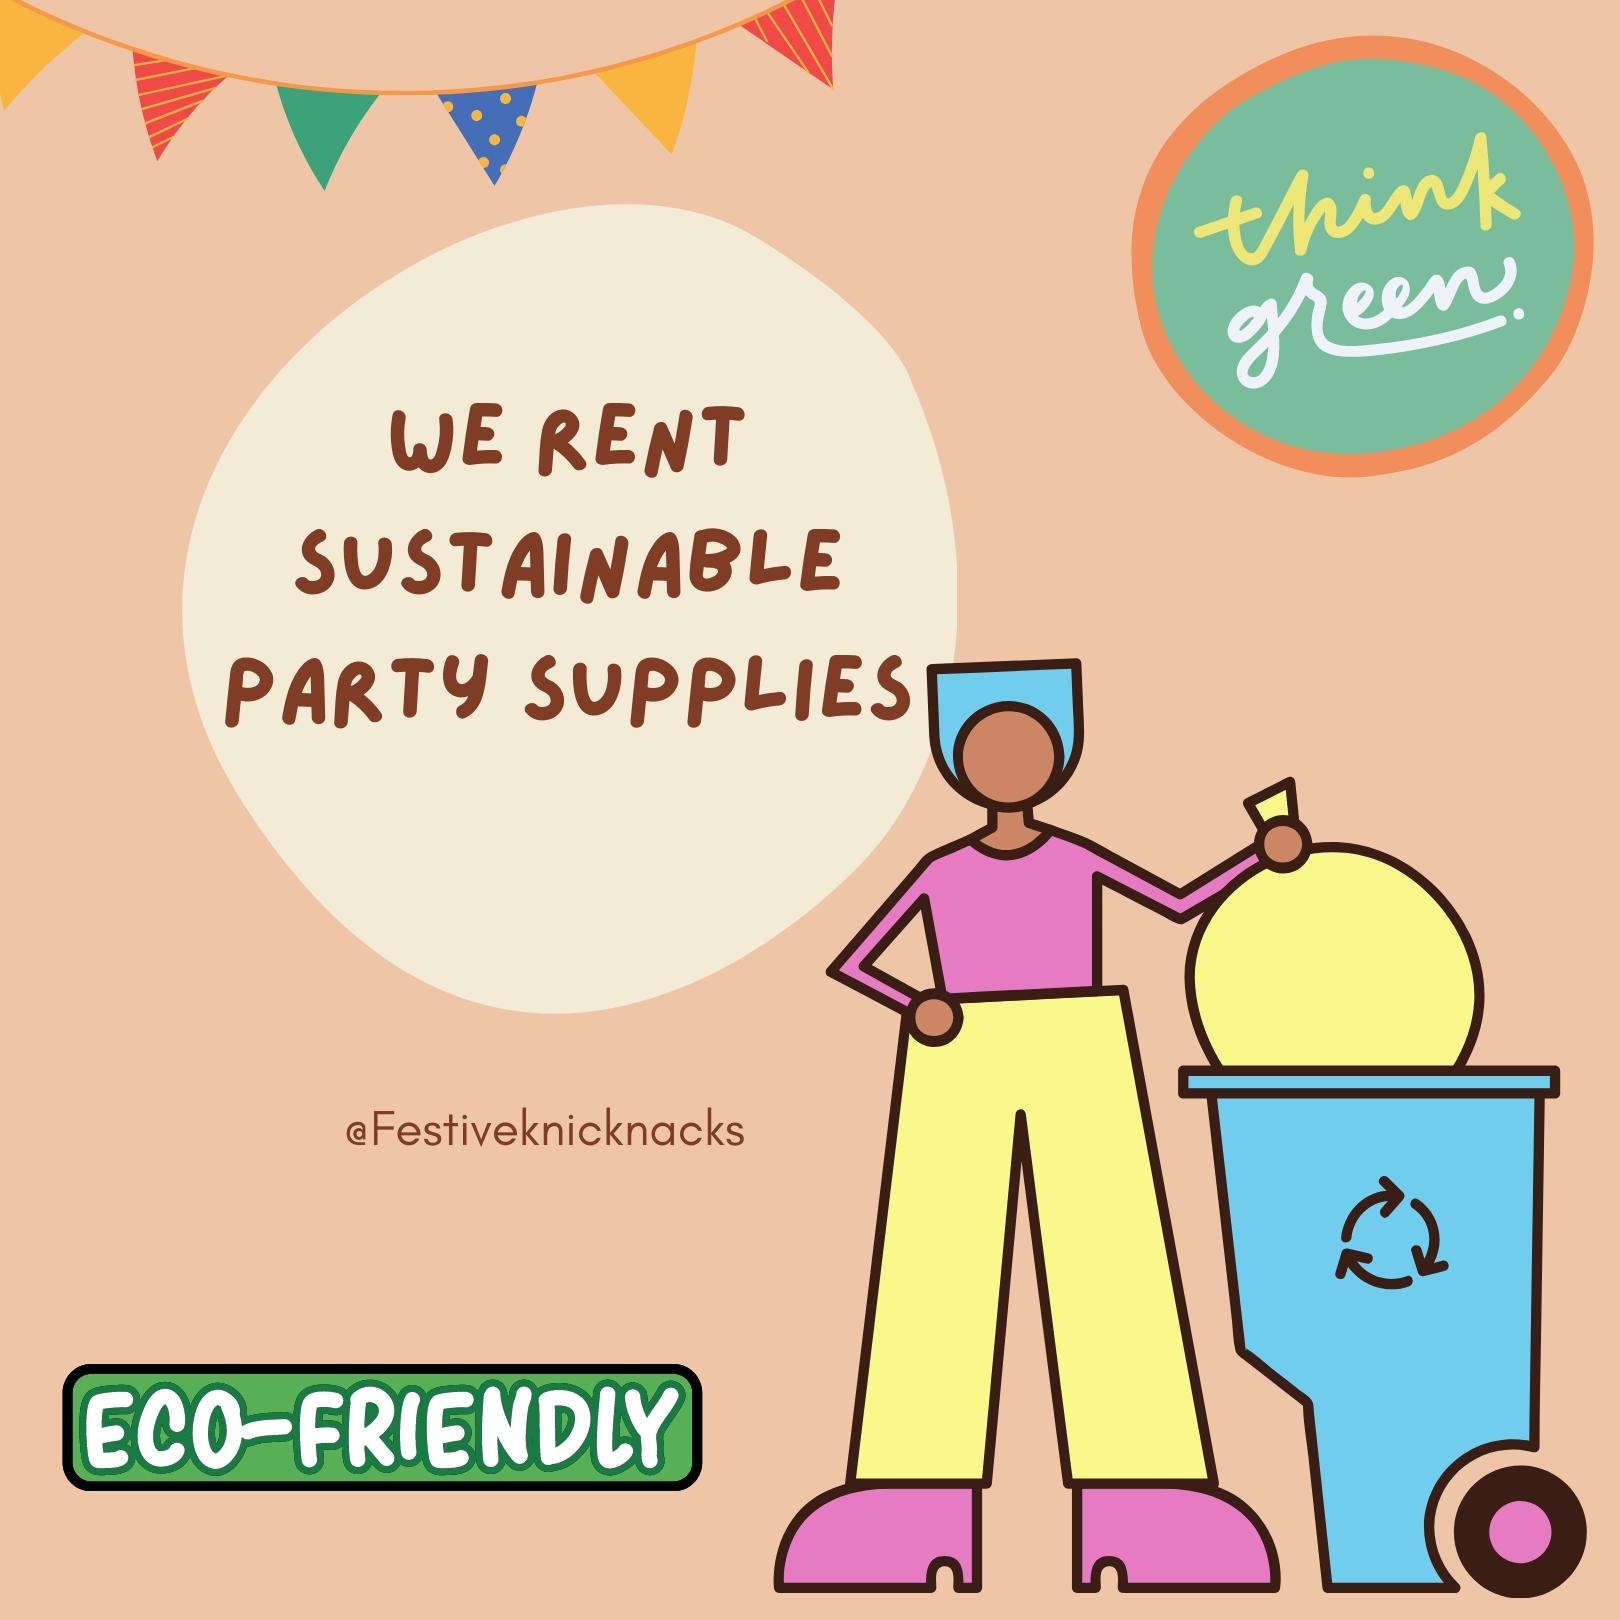 think
green.
WE RENT
SUSTAINABLE
PARTY SUPPLIES
@Festiveknicknacks
ECO-FRIENDLY